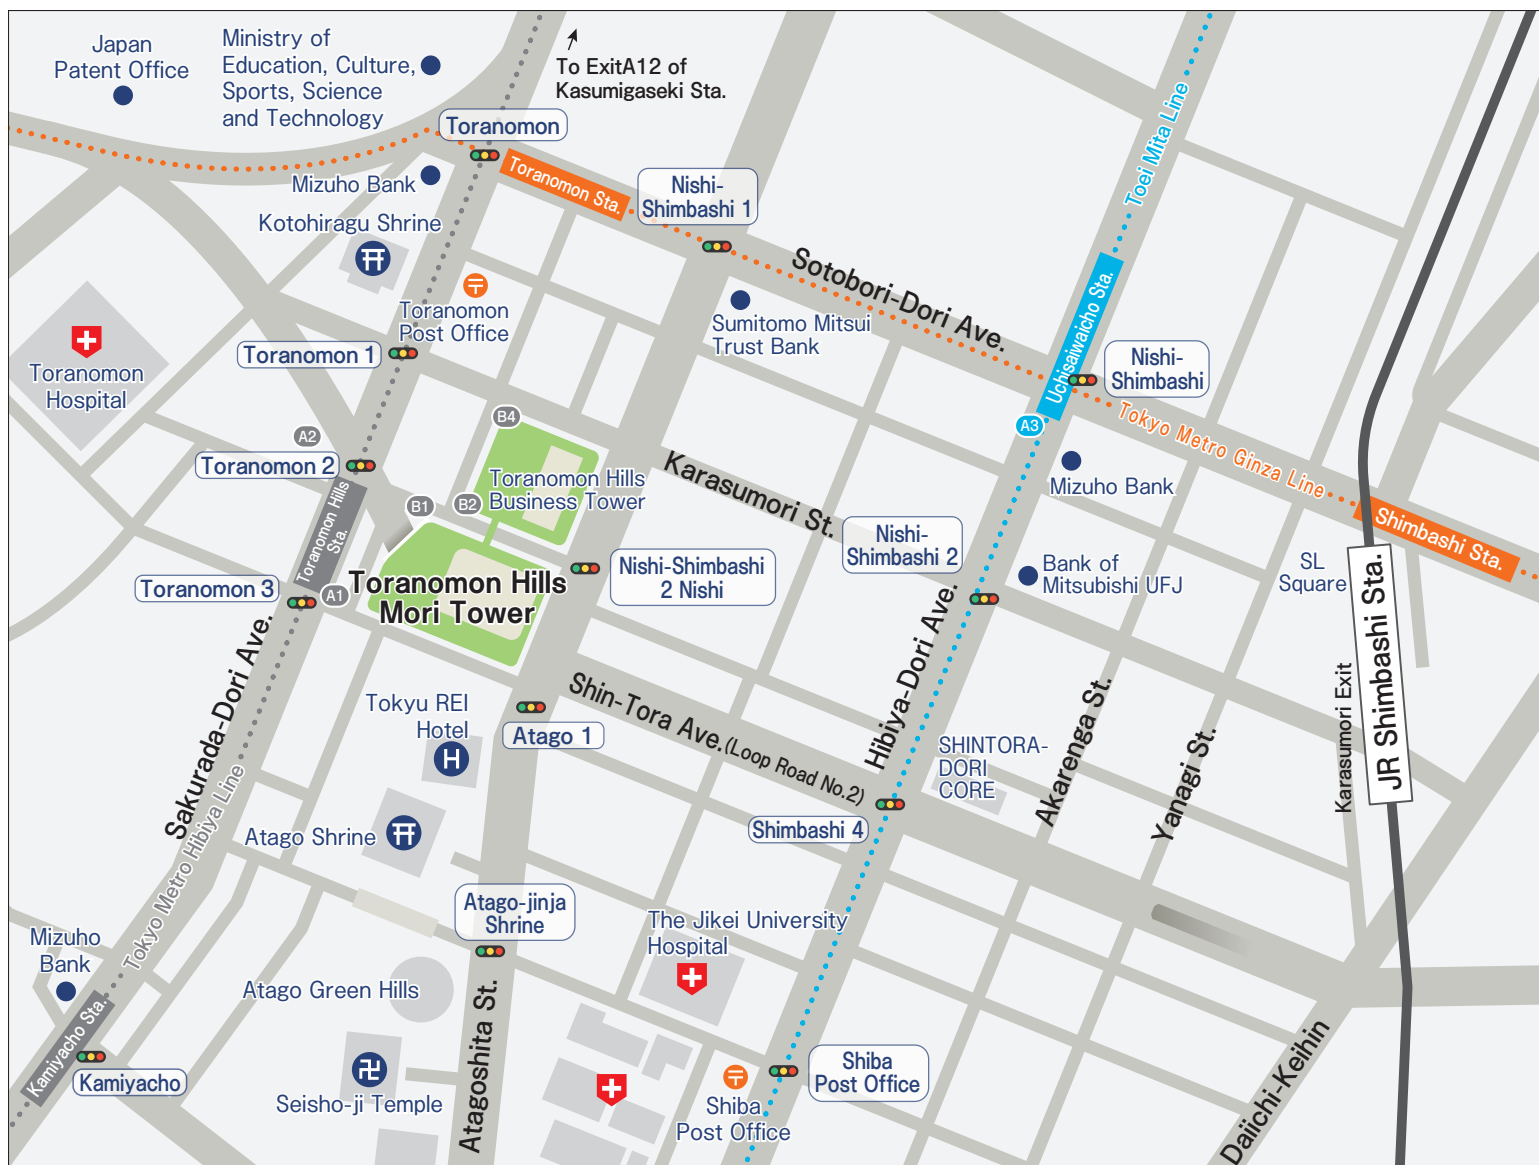 Japan
Patent Office
Ministry of
Education, Culture,
Sports, Science
and Technology
To ExitA12 of
Kasumigaseki Sta.
Toranomon
Toranomon Sta.
Mizuho Bank
Nishi-
Shimbashi 1
Toei Mita Line
Kotohiragu Shrine
Sotobori-Dori Ave.
Uchisaiwaicho Sta.
Toranomon
Post Office
Sumitomo Mitsui
Trust Bank
Toranomon 1
Nishi-
Shimbashi
Toranomon
Hospital
Tokyo Metro Ginza Line
A2
B4
A3
Toranomon 2
Toranomon Hills
Business Tower
Karasumori St.
Mizuho Bank
B1
B2
Toranomon Hills
Sta.
Nishi-
Shimbashi 2
Shimbashi Sta.
Toranomon 3
A1
Toranomon Hills
Mori Tower
Nishi-Shimbashi
2 Nishi
Bank of
Mitsubishi UFJ
SL
Square
JR Shimbashi Sta.
Karasumori Exit
Sakurada-Dori Ave.
Hibiya-Dori Ave.
Tokyu REI
Hotel
H
Atago 1
Shin-Tora Ave. (Loop Road No.2)
SHINTORA-
DORI
CORE
Akarenga St.
Yanagi St.
Tokyo Metro Hibiya Line
Atago Shrine
Shimbashi 4
Atago-jinja
Shrine
The Jikei University
Hospital
Mizuho
Bank
Atago Green Hills
Atagoshita St.
Kamiyacho Sta.
Kamiyacho
Seisho-ji Temple
Shiba
Post Office
Shiba
Post Office
Daiichi-Keihin